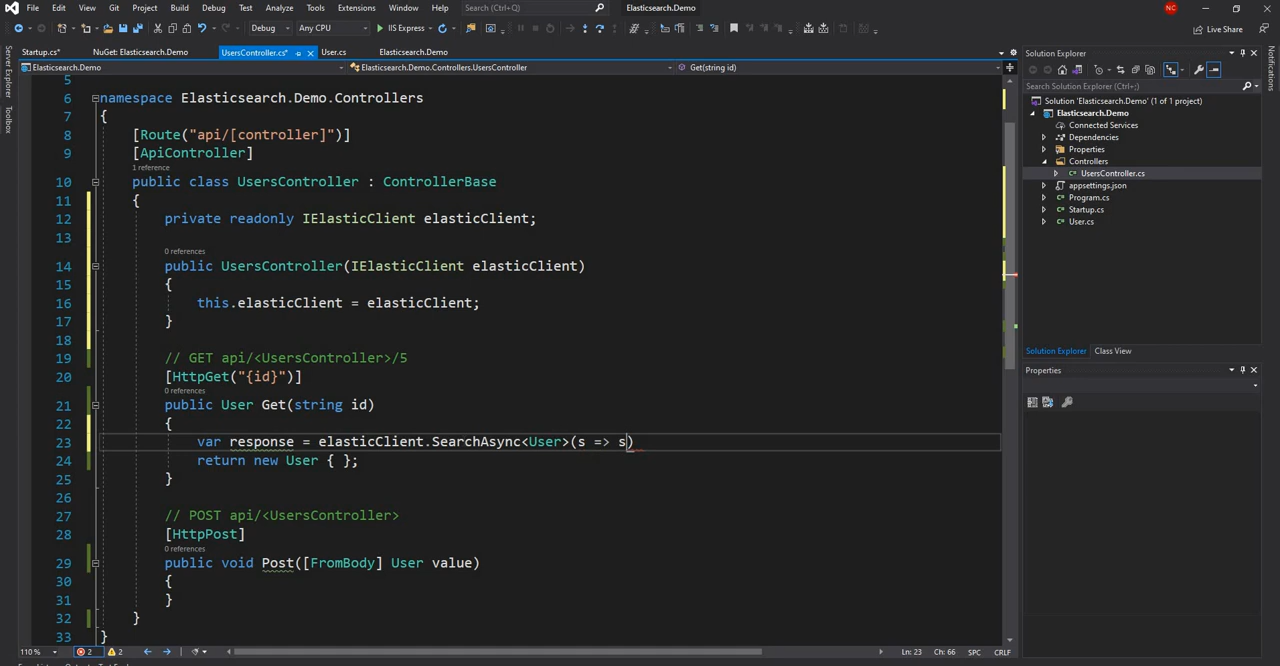 File Edit View Git Project Build Debug Test Analyze Tools Extensions Window Help Search (Ctrl+Q) Elasticsearch.Demo NC
Debug Any CPU IIS Express Live Share
Startup.cs* NuGet: Elasticsearch.Demo UsersController.cs* User.cs Elasticsearch.Demo
Elasticsearch.Demo Elasticsearch.Demo.Controllers.UsersController Get(string id)
Server Explorer
Toolbox
Notifications
5
6 namespace Elasticsearch.Demo.Controllers
7 {
8 [Route("api/[controller]")]
9 [ApiController]
1 reference
10 public class UsersController : ControllerBase
11 {
12 private readonly IElasticClient elasticClient;
13
0 references
14 public UsersController(IElasticClient elasticClient)
15 {
16 this.elasticClient = elasticClient;
17 }
18
19 // GET api/<UsersController>/5
20 [HttpGet("{id}")]
0 references
21 public User Get(string id)
22 {
23 var response = elasticClient.SearchAsync<User>(s => s)
24 return new User { };
25 }
26
27 // POST api/<UsersController>
28 [HttpPost]
0 references
29 public void Post([FromBody] User value)
30 {
31 }
32 }
33 }
110 % 2 2 Ln: 23 Ch: 66 SPC CRLF
Solution Explorer
Search Solution Explorer (Ctrl+;)
Solution 'Elasticsearch.Demo' (1 of 1 project)
Elasticsearch.Demo
Connected Services
Dependencies
Properties
Controllers
C# UsersController.cs
appsettings.json
C# Program.cs
C# Startup.cs
C# User.cs
Solution Explorer Class View
Properties